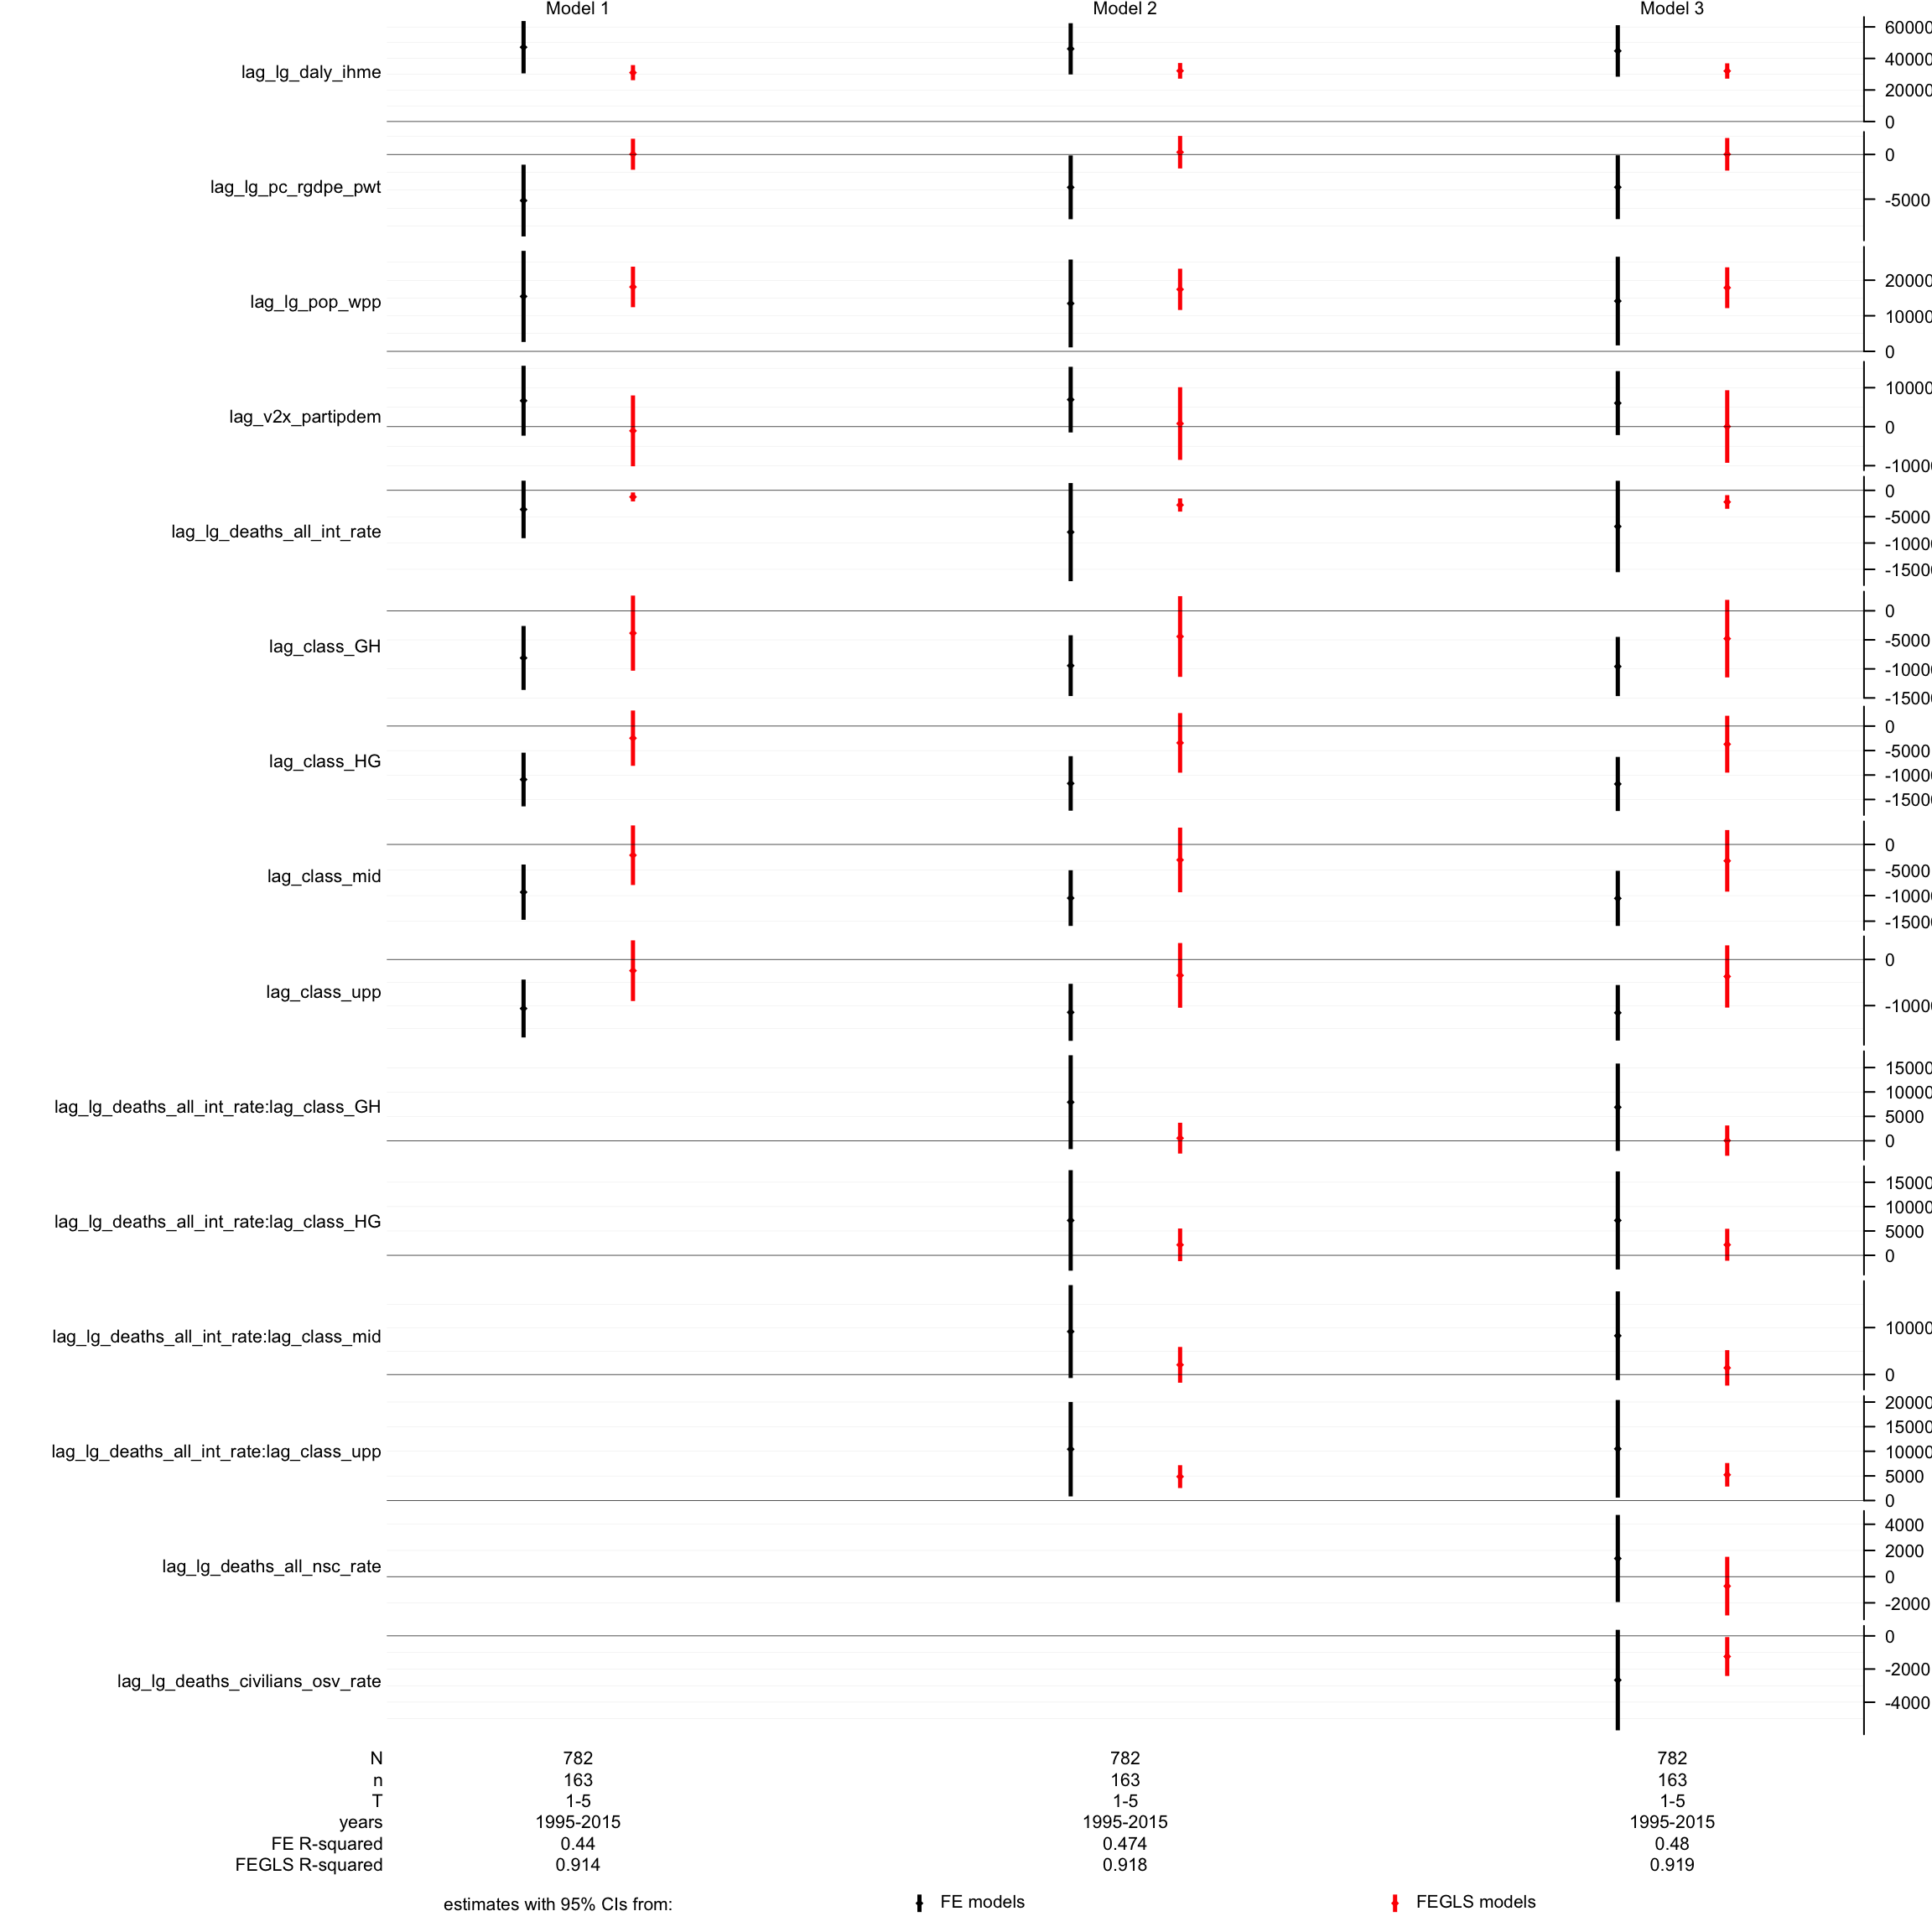 Model 1 Model 2 Model 3
lag_lg_daly_ihme
60000
40000
20000
0
lag_lg_pc_rgdpe_pwt
0
-5000
lag_lg_pop_wpp
20000
10000
0
lag_v2x_partipdem
10000
0
-10000
lag_lg_deaths_all_int_rate
0
-5000
-10000
-15000
lag_class_GH
0
-5000
-10000
-15000
lag_class_HG
0
-5000
-10000
-15000
lag_class_mid
0
-5000
-10000
-15000
lag_class_upp
0
-10000
lag_lg_deaths_all_int_rate:lag_class_GH
15000
10000
5000
0
lag_lg_deaths_all_int_rate:lag_class_HG
15000
10000
5000
0
lag_lg_deaths_all_int_rate:lag_class_mid
10000
0
lag_lg_deaths_all_int_rate:lag_class_upp
20000
15000
10000
5000
0
lag_lg_deaths_all_nsc_rate
4000
2000
0
-2000
lag_lg_deaths_civilians_osv_rate
0
-2000
-4000
N 782 782 782
n 163 163 163
T 1-5 1-5 1-5
years 1995-2015 1995-2015 1995-2015
FE R-squared 0.44 0.474 0.48
FEGLS R-squared 0.914 0.918 0.919
estimates with 95% CIs from: FE models FEGLS models